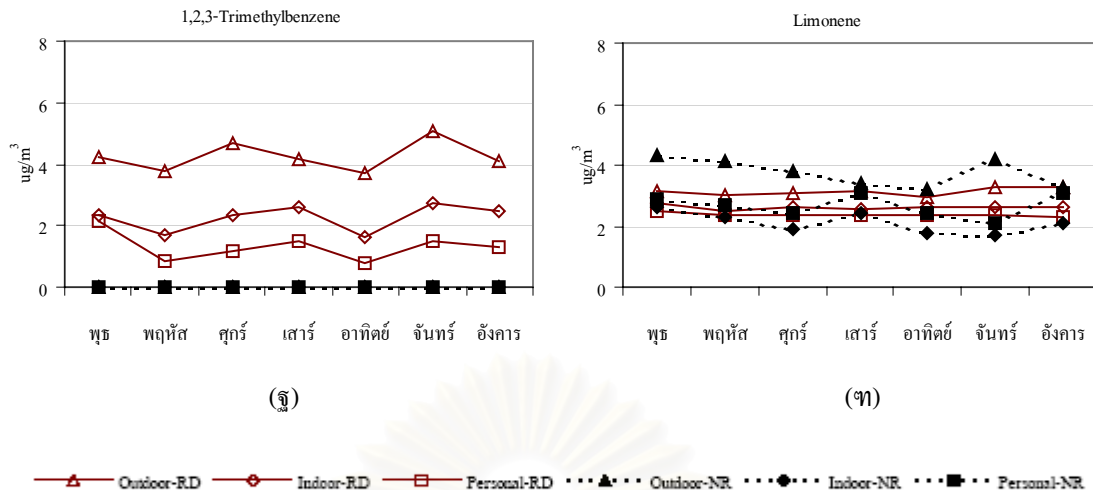 1,2,3-Trimethylbenzene
8
6
4
2
0
ug/m³
พุธ พฤหัส ศุกร์ เสาร์ อาทิตย์ จันทร์ อังคาร
(ฐ)
Limonene
8
6
4
2
0
ug/m³
พุธ พฤหัส ศุกร์ เสาร์ อาทิตย์ จันทร์ อังคาร
(ฑ)
Outdoor-RD Indoor-RD Personal-RD Outdoor-NR Indoor-NR Personal-NR